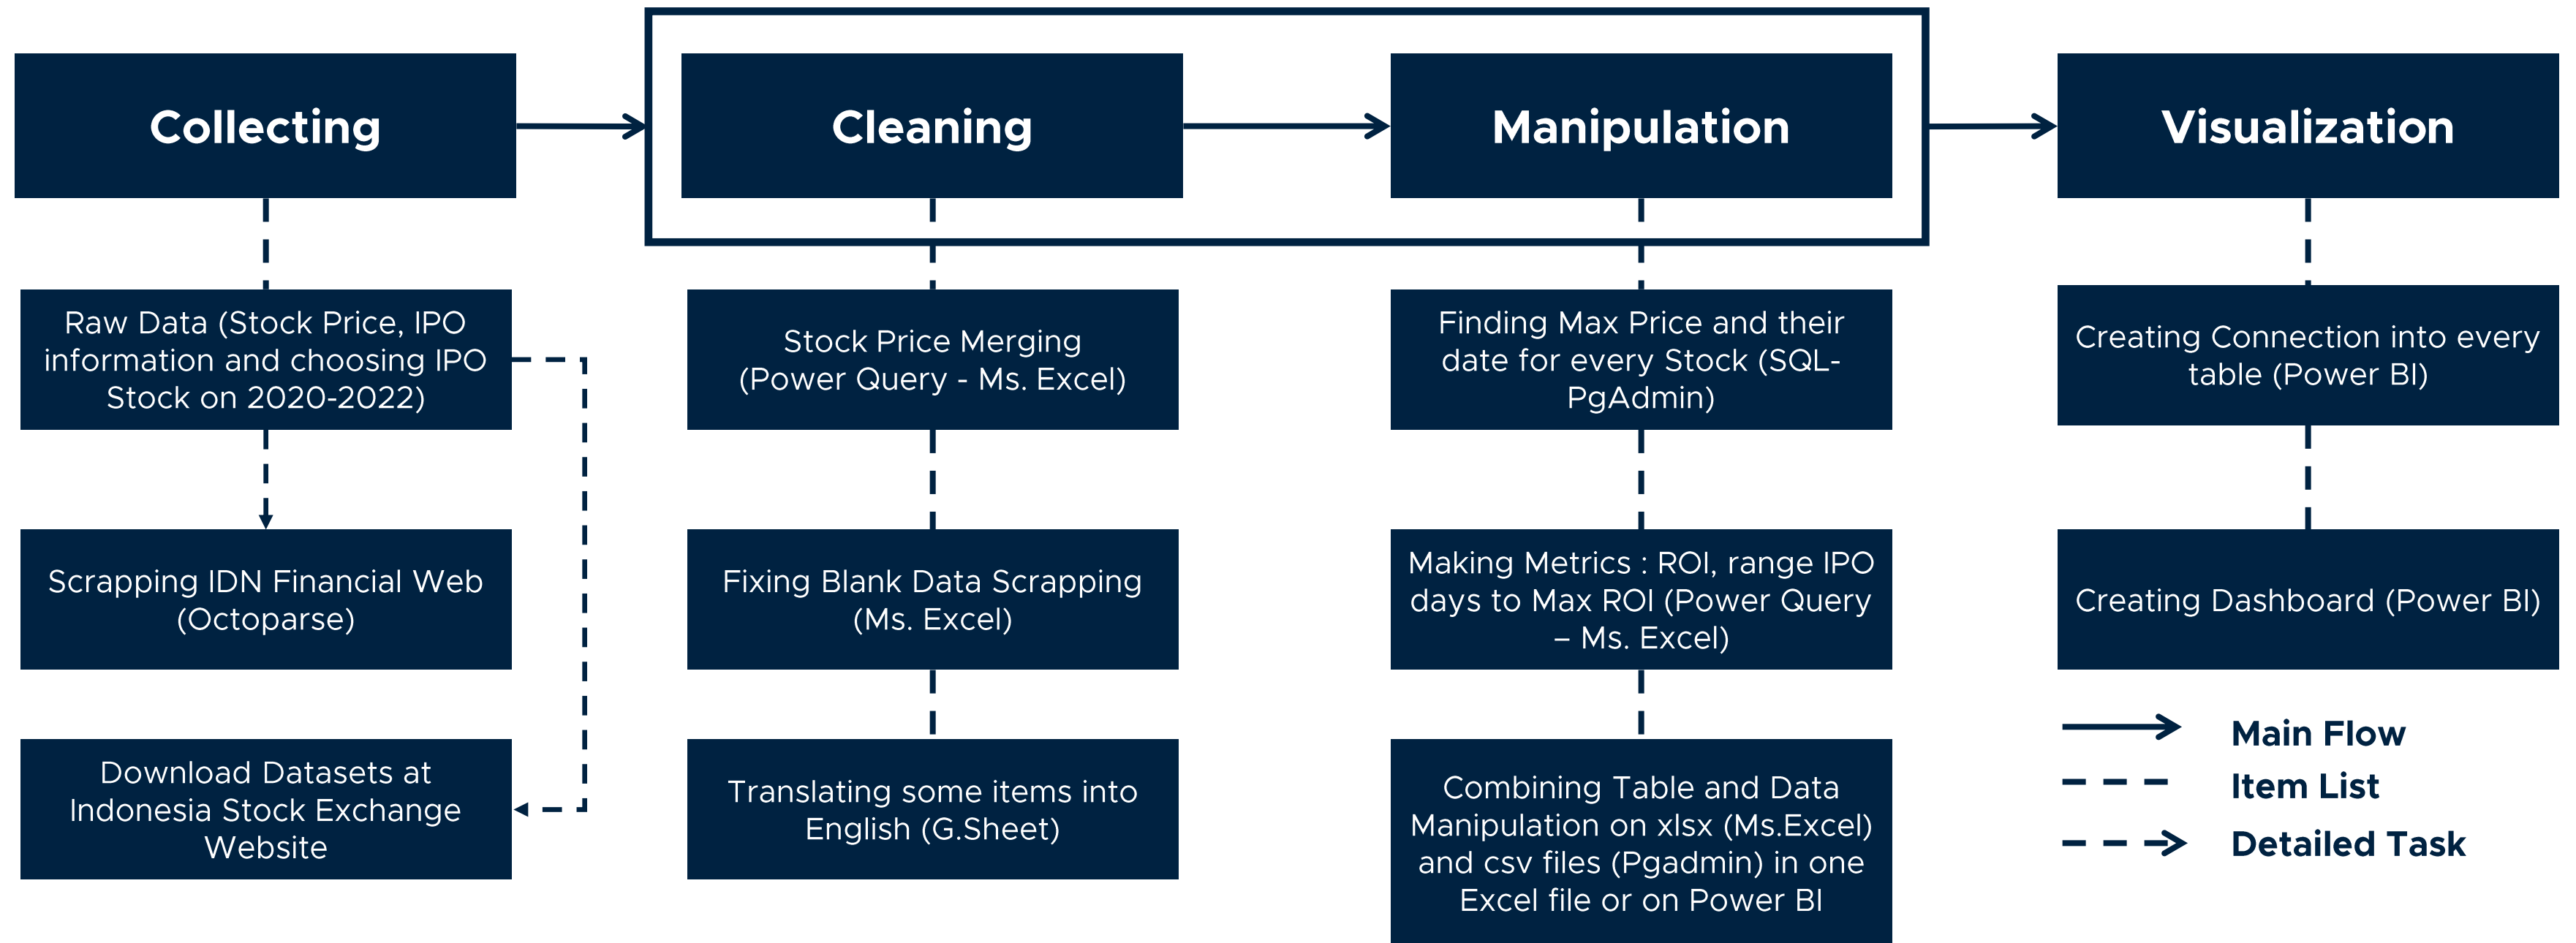 Collecting
Cleaning
Manipulation
Visualization
Raw Data (Stock Price, IPO
information and choosing IPO
Stock on 2020-2022)
Scrapping IDN Financial Web
(Octoparse)
Download Datasets at
Indonesia Stock Exchange
Website
Stock Price Merging
(Power Query - Ms. Excel)
Fixing Blank Data Scrapping
(Ms. Excel)
Translating some items into
English (G.Sheet)
Finding Max Price and their
date for every Stock (SQL-
PgAdmin)
Making Metrics : ROI, range IPO
days to Max ROI (Power Query
– Ms. Excel)
Combining Table and Data
Manipulation on xlsx (Ms.Excel)
and csv files (Pgadmin) in one
Excel file or on Power BI
Creating Connection into every
table (Power BI)
Creating Dashboard (Power BI)
Main Flow
Item List
Detailed Task